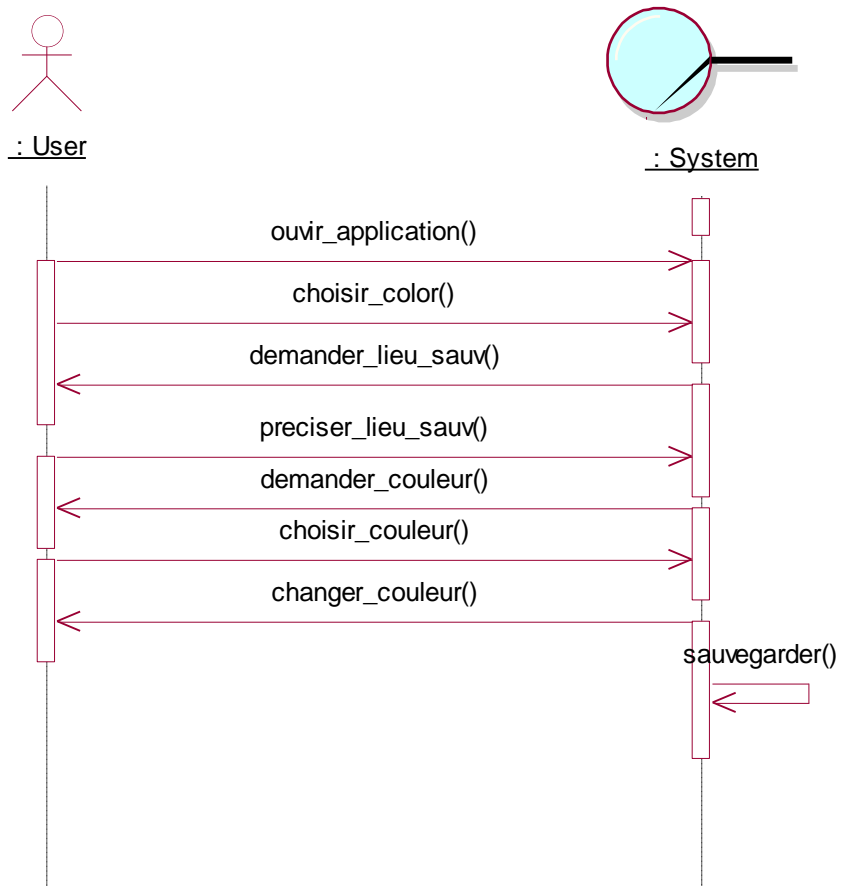 : User
: System
ouvir_application()
choisir_color()
demander_lieu_sauv()
preciser_lieu_sauv()
demander_couleur()
choisir_couleur()
changer_couleur()
sauvegarder()